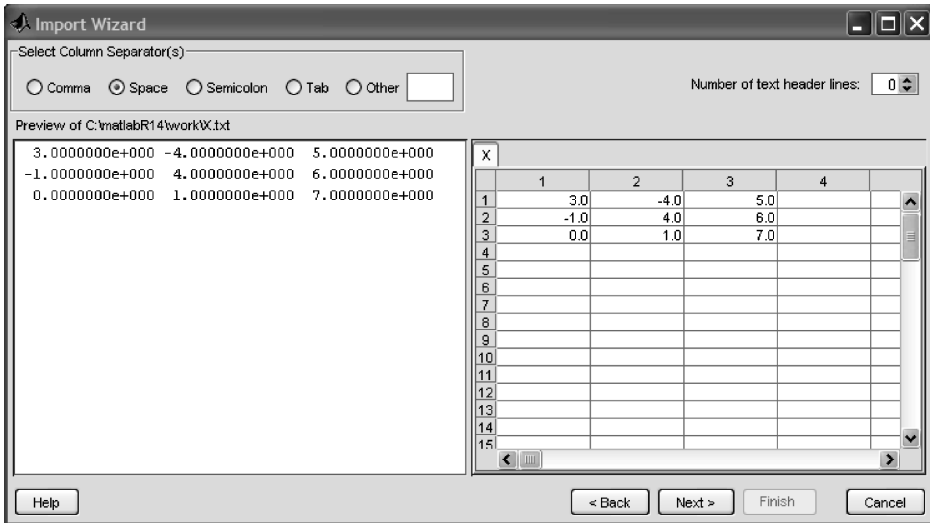 Import Wizard
Select Column Separator(s)
Comma Space Semicolon Tab Other
Number of text header lines: 0
Preview of C:\matlabR14\work\X.txt
3.0000000e+000 -4.0000000e+000 5.0000000e+000
-1.0000000e+000 4.0000000e+000 6.0000000e+000
0.0000000e+000 1.0000000e+000 7.0000000e+000
X
1 2 3 4
1 3.0 -4.0 5.0
2 -1.0 4.0 6.0
3 0.0 1.0 7.0
4
5
6
7
8
9
10
11
12
13
14
15
Help < Back Next > Finish Cancel